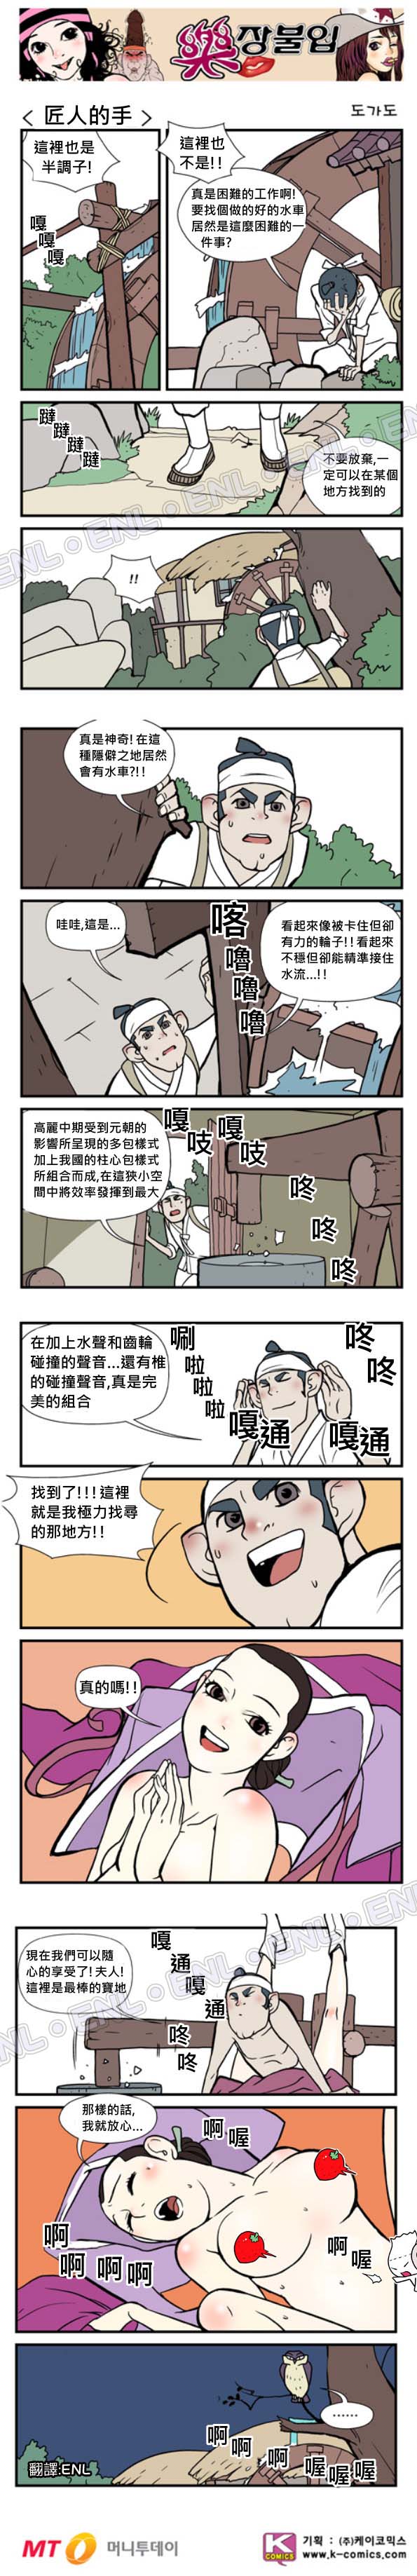 樂장불입
< 匠人的手 >
도가도
這裡也是
半調子!
嘎
嘎
嘎
這裡也
不是!!
真是困難的工作啊!
要找個做的好的水車
居然是這麼困難的一
件事?
躂
躂
躂
躂
不要放棄,一
定可以在某個
地方找到的
ENL
ENL
ENL
!!
真是神奇!在這
種隱僻之地居然
會有水車?!!
哇哇,這是...
喀
嚕
嚕
嚕
看起來像被卡住但卻
有力的輪子!!看起來
不穩但卻能精準接住
水流...!!
高麗中期受到元朝的
影響所呈現的多包樣式
加上我國的柱心包樣式
所組合而成,在這狹小空
間中將效率發揮到最大
嘎
吱
嘎
吱
咚
咚
咚
在加上水聲和齒輪
碰撞的聲音...還有椎
的碰撞聲音,真是完
美的組合
唰
啦
啦
啦
嘎通
咚
咚
嘎通
找到了!!!這裡
就是我極力找尋
的那地方!!
真的嗎!!
現在我們可以隨
心的享受了!夫人!
這裡是最棒的寶地
嘎
通
嘎
通
咚
咚
ENL
ENL
ENL
那樣的話,
我就放心...
啊喔
啊
啊
啊
啊
啊喔
......
啊啊
啊
喔
喔
喔
翻譯:ENL
MT 머니투데이
K COMICS
기획 : (주)케이코믹스
www.k-comics.com